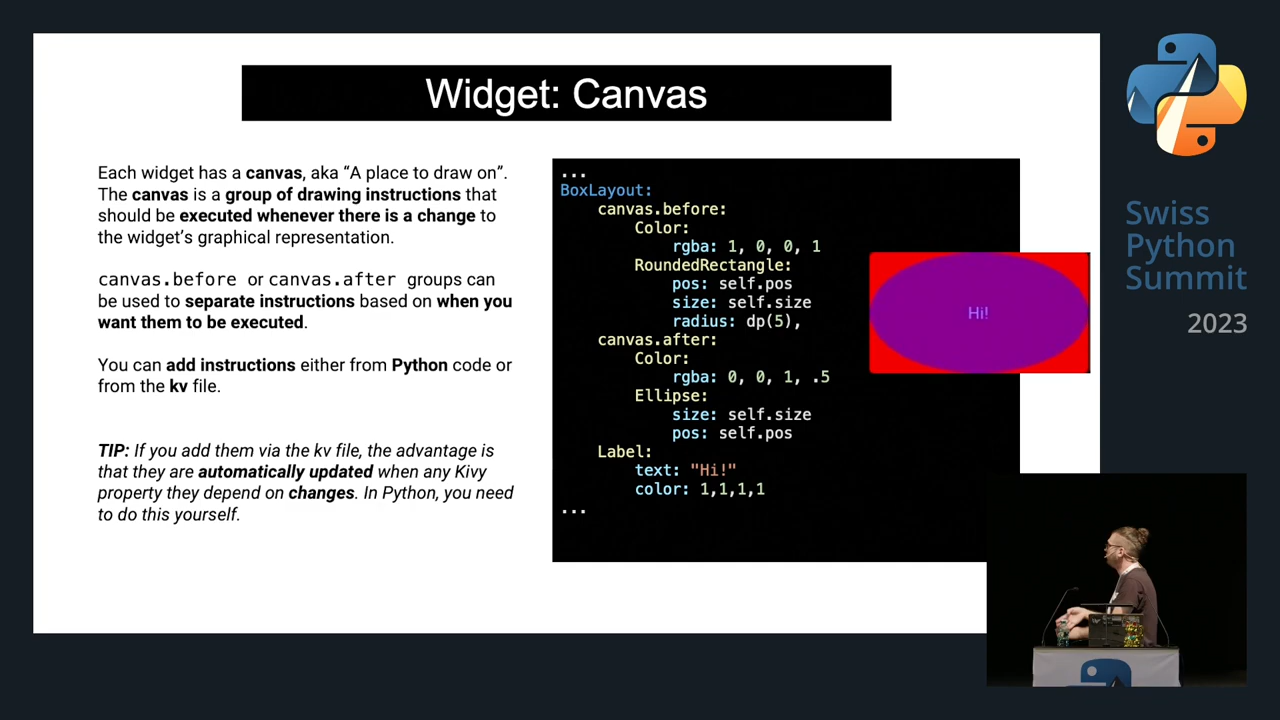 Widget: Canvas
Each widget has a canvas, aka “A place to draw on”.
The canvas is a group of drawing instructions that
should be executed whenever there is a change to
the widget’s graphical representation.
canvas.before or canvas.after groups can
be used to separate instructions based on when you
want them to be executed.
You can add instructions either from Python code or
from the kv file.
TIP: If you add them via the kv file, the advantage is
that they are automatically updated when any Kivy
property they depend on changes. In Python, you need
to do this yourself.
...
BoxLayout:
canvas.before:
Color:
rgba: 1, 0, 0, 1
RoundedRectangle:
pos: self.pos
size: self.size
radius: dp(5),
canvas.after:
Color:
rgba: 0, 0, 1, .5
Ellipse:
size: self.size
pos: self.pos
Label:
text: "Hi!"
color: 1,1,1,1
...
Hi!
Swiss
Python
Summit
2023